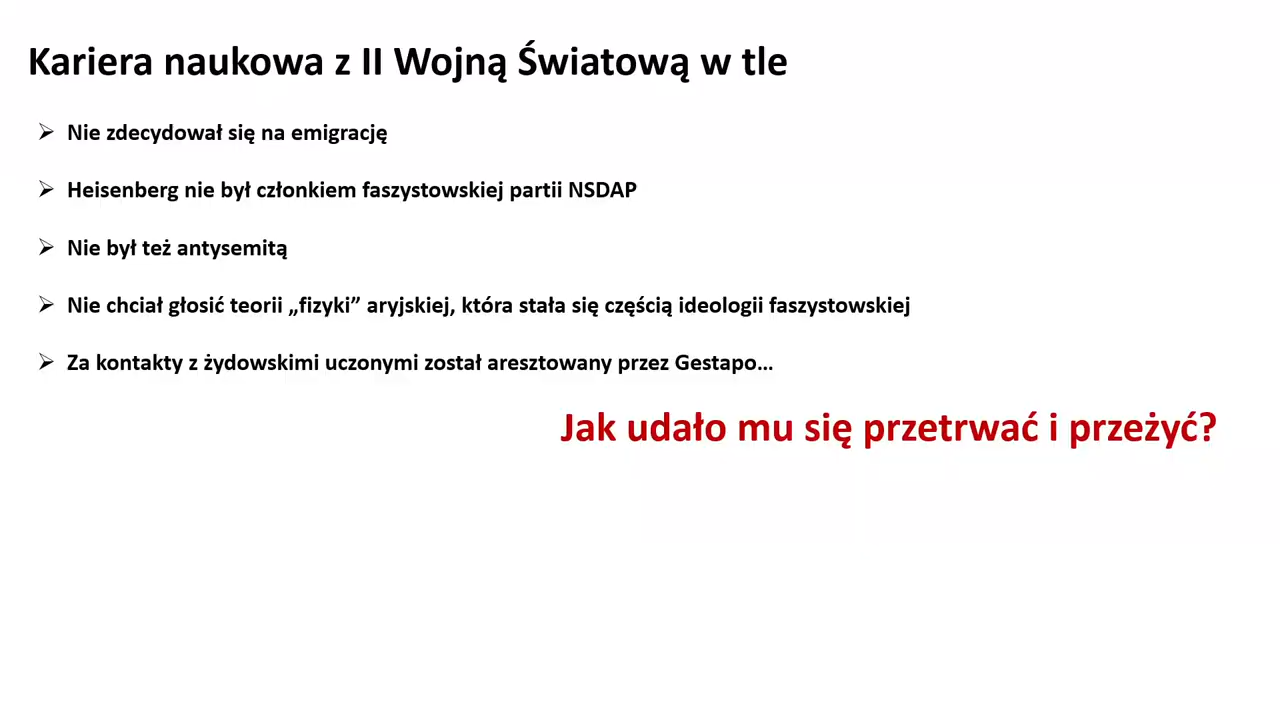 Kariera naukowa z II Wojną Światową w tle
➢ Nie zdecydował się na emigrację
➢ Heisenberg nie był członkiem faszystowskiej partii NSDAP
➢ Nie był też antysemitą
➢ Nie chciał głosić teorii „fizyki” aryjskiej, która stała się częścią ideologii faszystowskiej
➢ Za kontakty z żydowskimi uczonymi został aresztowany przez Gestapo...
Jak udało mu się przetrwać i przeżyć?